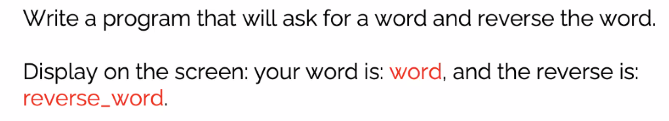 Write a program that will ask for a word and reverse the word.
Display on the screen: your word is: word, and the reverse is:
reverse_word.